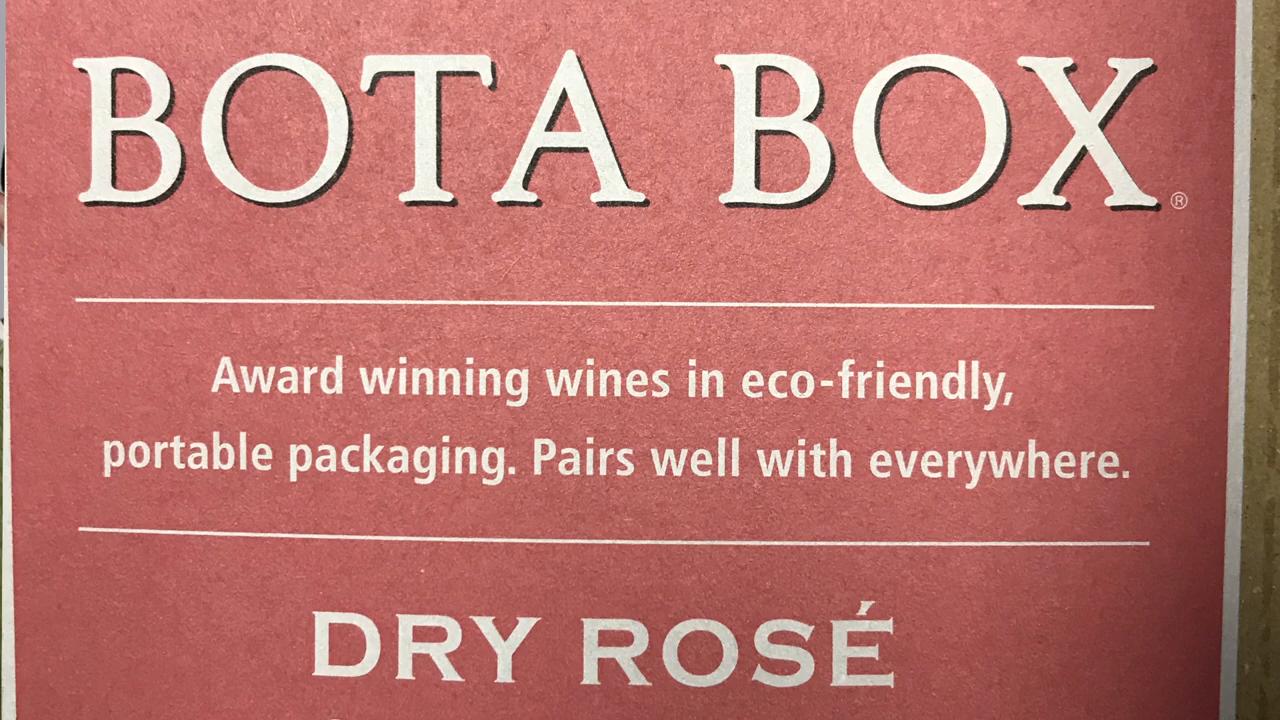 BOTA BOX®
Award winning wines in eco-friendly,
portable packaging. Pairs well with everywhere.
DRY ROSÉ